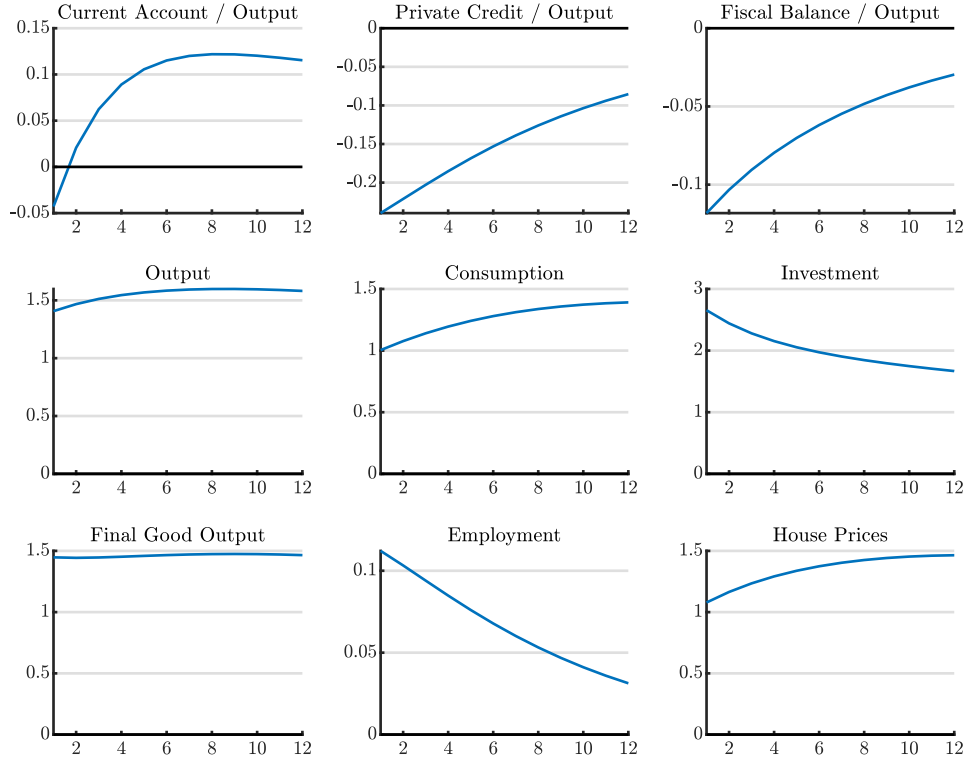 Current Account / Output
0.15
0.1
0.05
0
-0.05
2 4 6 8 10 12
Private Credit / Output
0
-0.05
-0.1
-0.15
-0.2
2 4 6 8 10 12
Fiscal Balance / Output
0
-0.05
-0.1
2 4 6 8 10 12
Output
1.5
1
0.5
0
2 4 6 8 10 12
Consumption
1.5
1
0.5
0
2 4 6 8 10 12
Investment
3
2
1
0
2 4 6 8 10 12
Final Good Output
1.5
1
0.5
0
2 4 6 8 10 12
Employment
0.1
0.05
0
2 4 6 8 10 12
House Prices
1.5
1
0.5
0
2 4 6 8 10 12